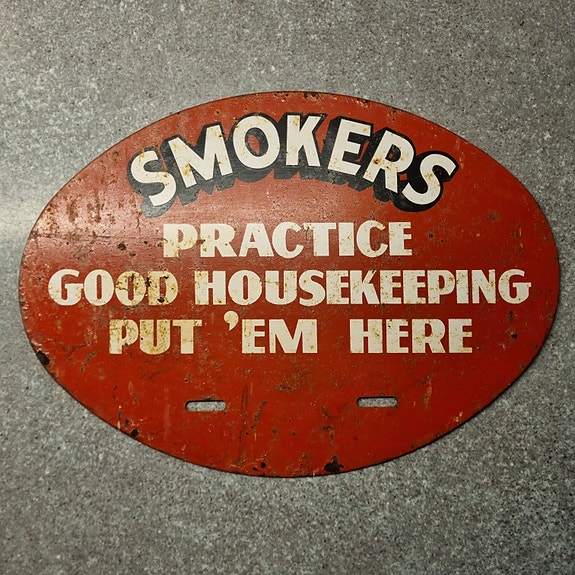 SMOKERS
PRACTICE
GOOD HOUSEKEEPING
PUT 'EM HERE